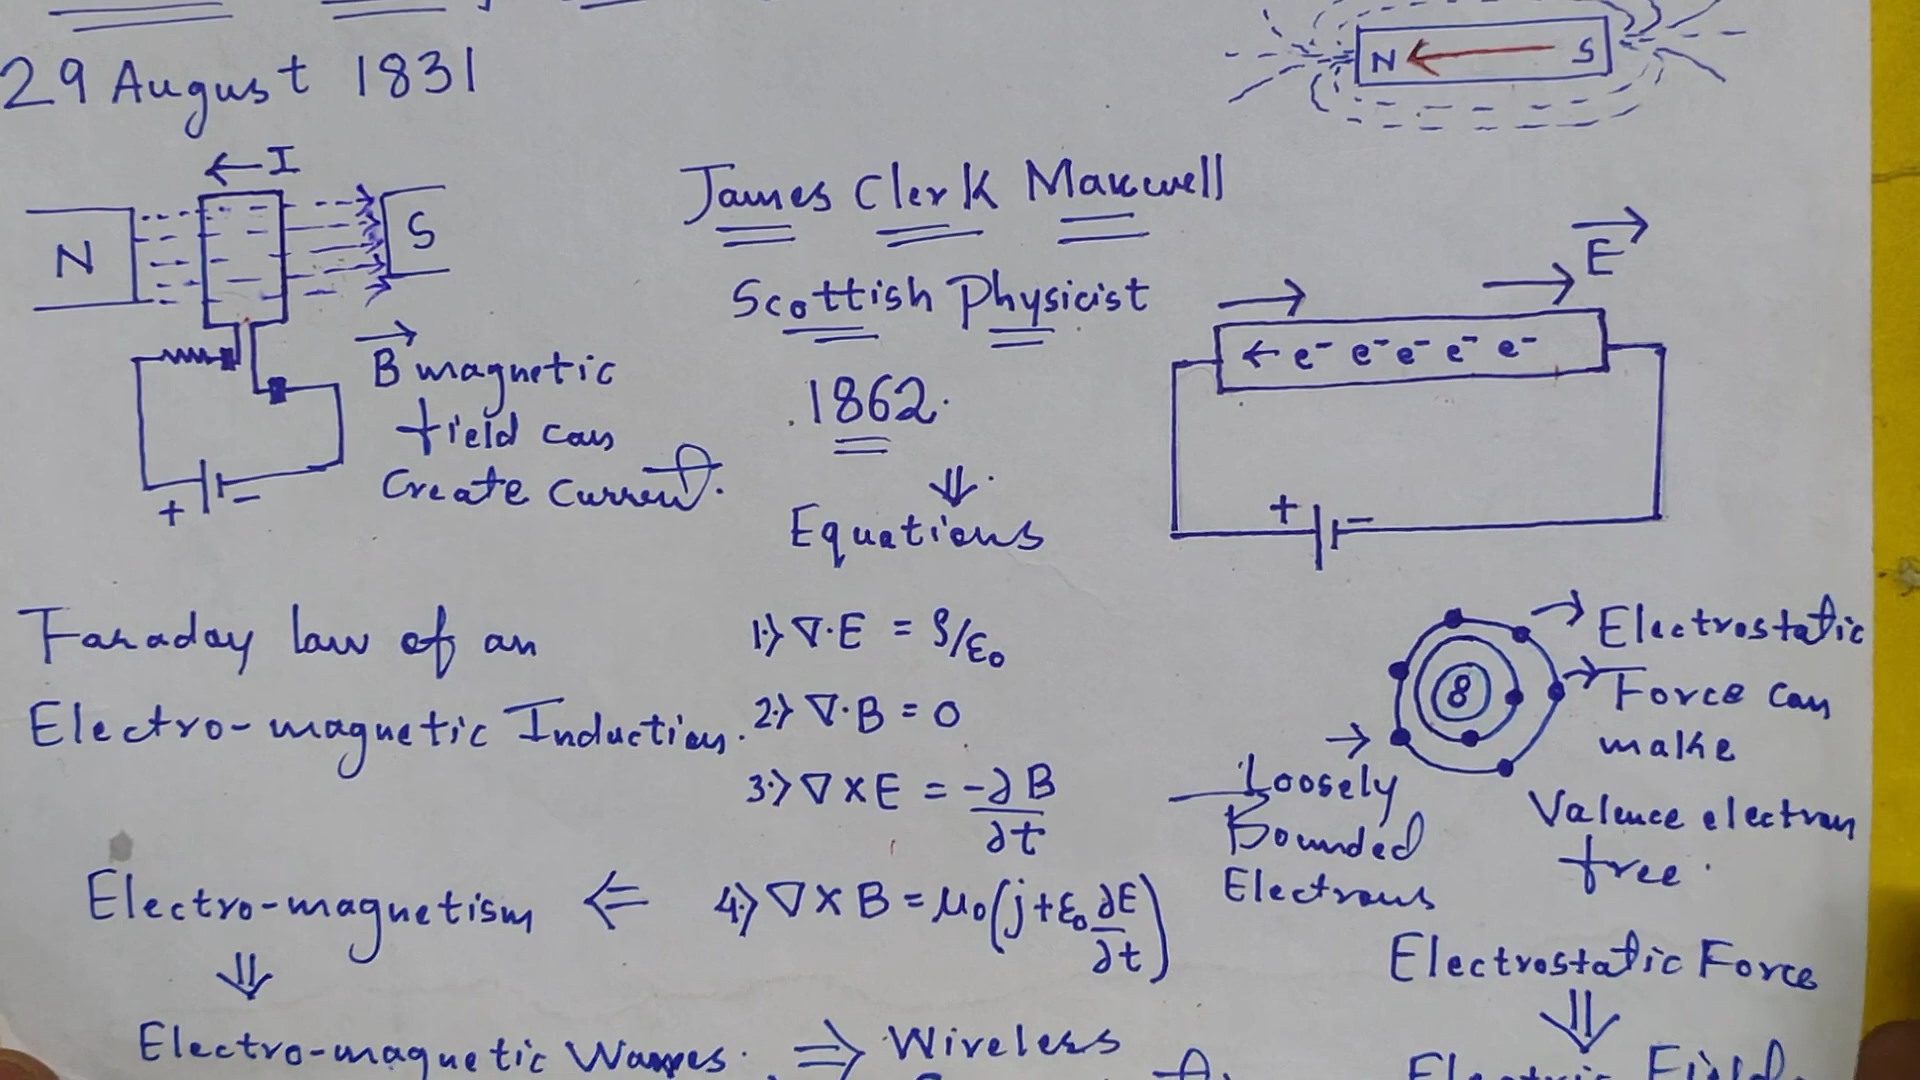 29 August 1831
N S
← I
N S
B magnetic
field can
Create Current.
+ -
James Clerk Maxwell
Scottish Physicist
1862.
⇓
Equations
E
← e⁻ e⁻ e⁻ e⁻ e⁻
+ -
Faraday law of an
Electro-magnetic Induction.
1.) ∇·E = ρ/ε₀
2.) ∇·B = 0
3.) ∇×E = -∂B/∂t
4.) ∇×B = μ₀(j+ε₀ ∂E/∂t)
⇐
Electro-magnetism
⇓
Electro-magnetic Waves. ⇒ Wireless
8
→ Electrostatic
→ Force can
make
Valence electron
free.
→ Loosely
Bounded
Electrons
Electrostatic Force
⇓
Electric Field.